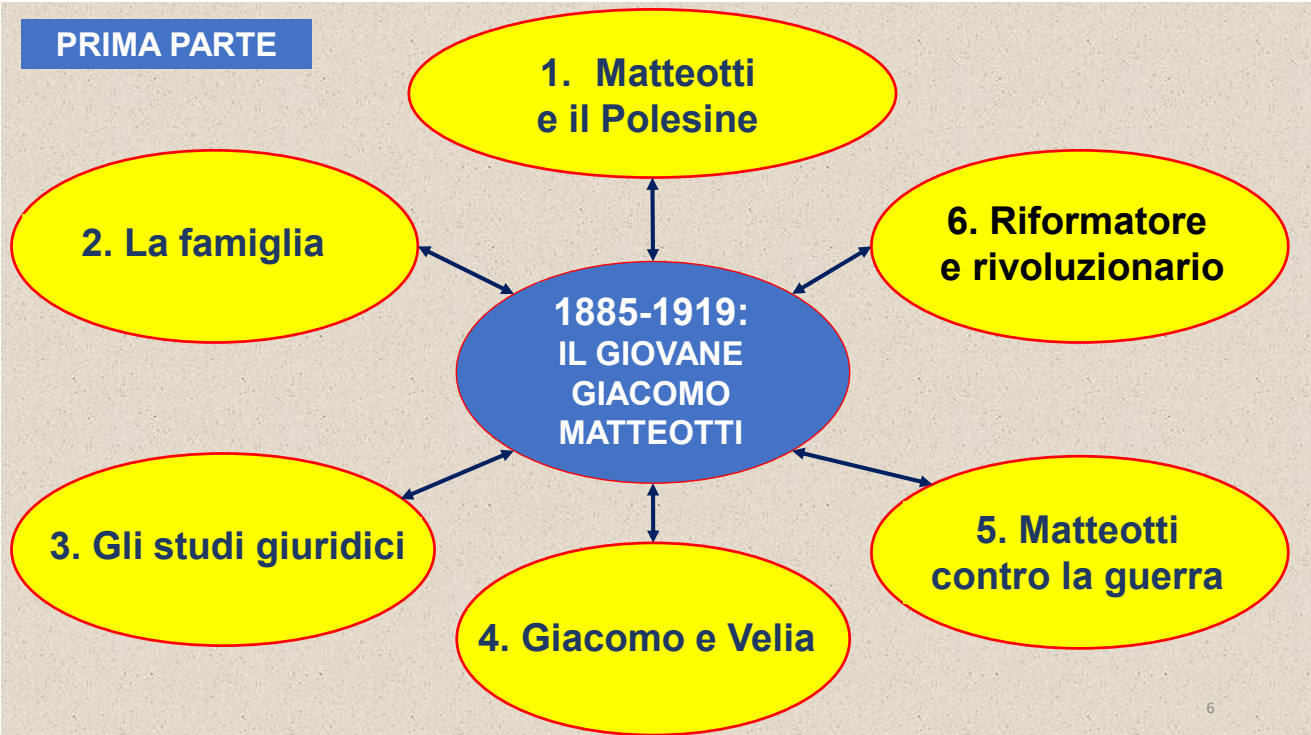 PRIMA PARTE
1. Matteotti
e il Polesine
2. La famiglia
6. Riformatore
e rivoluzionario
1885-1919:
IL GIOVANE
GIACOMO
MATTEOTTI
3. Gli studi giuridici
5. Matteotti
contro la guerra
4. Giacomo e Velia
6